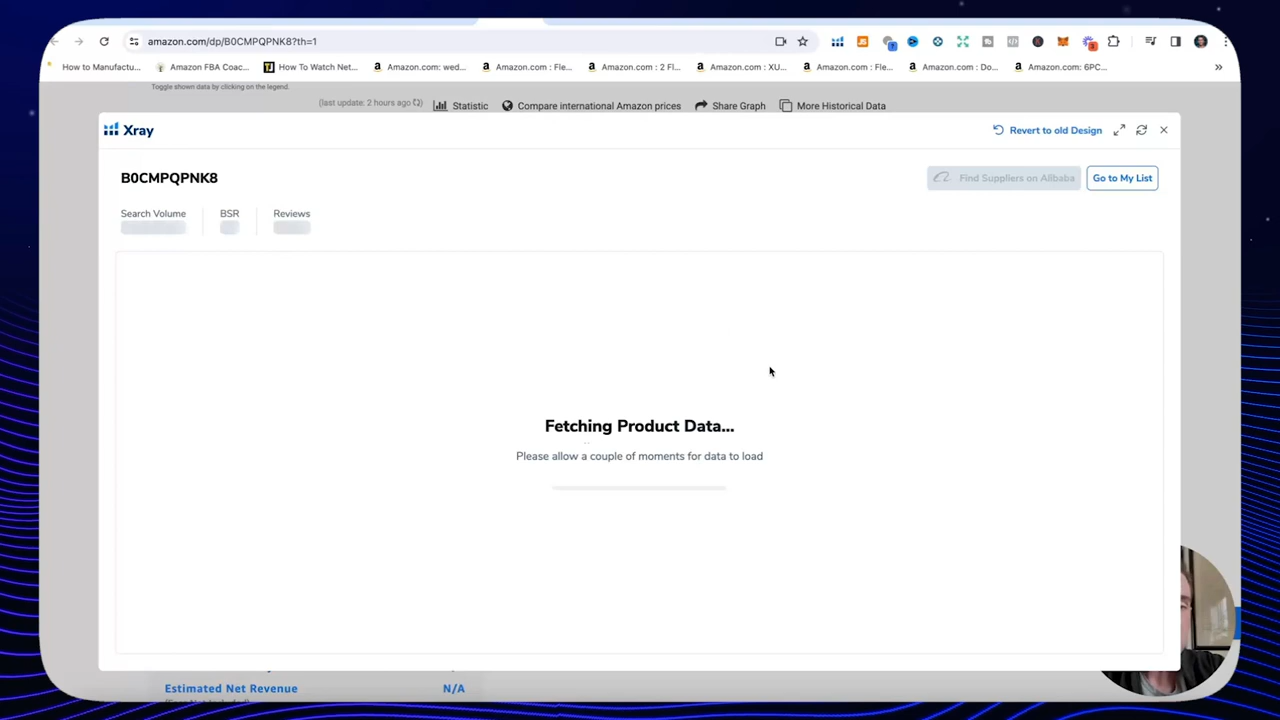 amazon.com/dp/B0CMPQPNK8?th=1
How to Manufactu... Amazon FBA Coac... How To Watch Net... Amazon.com: wed... Amazon.com : Fle... Amazon.com : 2 Fl... Amazon.com : XU... Amazon.com : Fle... Amazon.com : Do... Amazon.com: 6PC... »
Toggle shown data by clicking on the legend.
(last update: 2 hours ago) Statistic Compare international Amazon prices Share Graph More Historical Data
Xray Revert to old Design
B0CMPQPNK8 Find Suppliers on Alibaba Go to My List
Search Volume BSR Reviews
Fetching Product Data...
Please allow a couple of moments for data to load
Estimated Net Revenue N/A